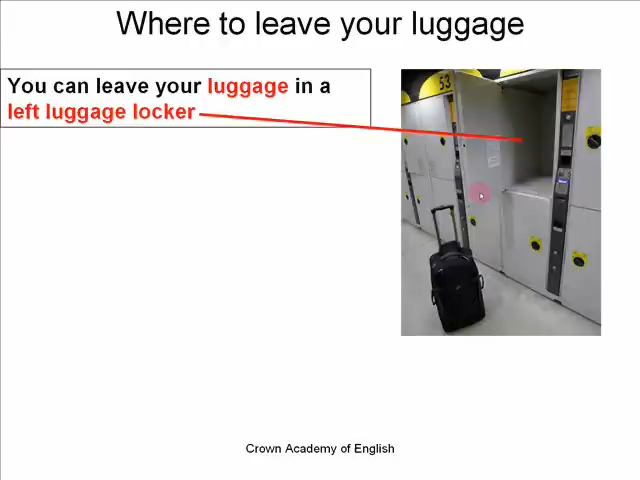 Where to leave your luggage
You can leave your luggage in a
left luggage locker
53
Crown Academy of English